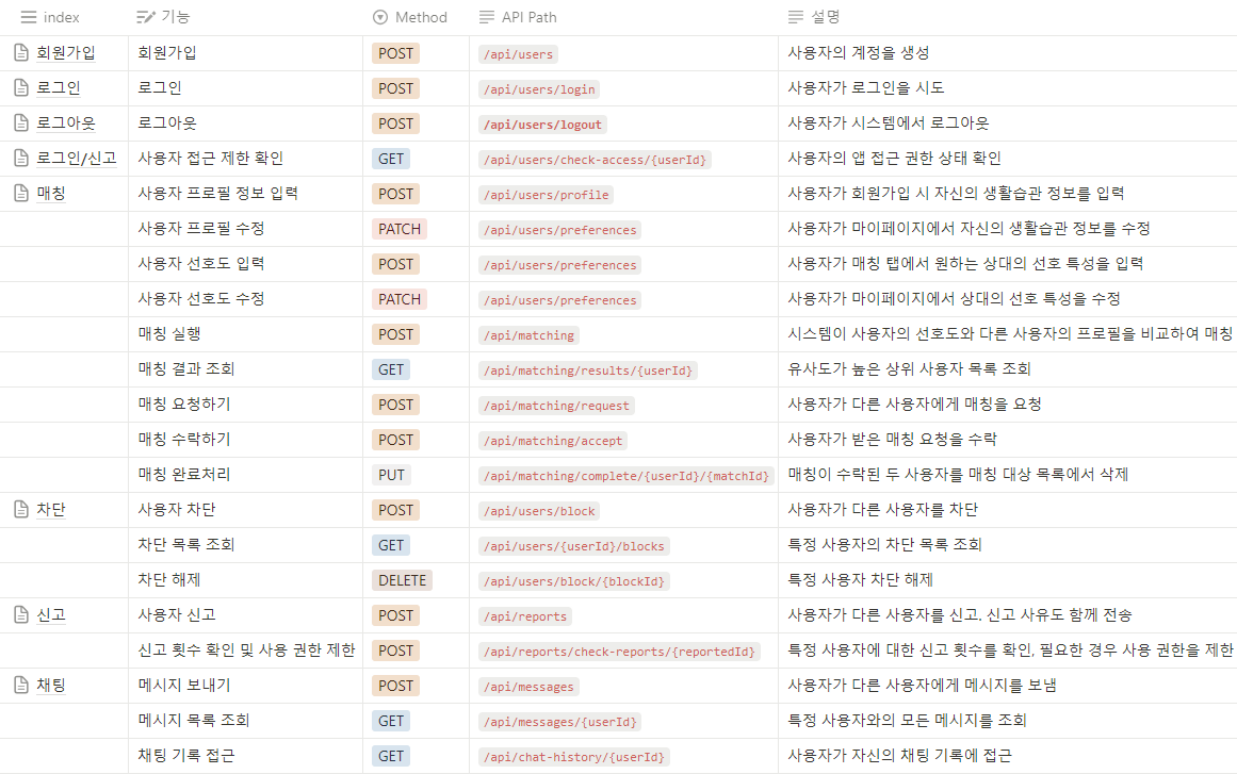 index 기능 Method API Path 설명
회원가입 회원가입 POST /api/users 사용자의 계정을 생성
로그인 로그인 POST /api/users/login 사용자가 로그인을 시도
로그아웃 로그아웃 POST /api/users/logout 사용자가 시스템에서 로그아웃
로그인/신고 사용자 접근 제한 확인 GET /api/users/check-access/{userId} 사용자의 앱 접근 권한 상태 확인
매칭 사용자 프로필 정보 입력 POST /api/users/profile 사용자가 회원가입 시 자신의 생활습관 정보를 입력
사용자 프로필 수정 PATCH /api/users/preferences 사용자가 마이페이지에서 자신의 생활습관 정보를 수정
사용자 선호도 입력 POST /api/users/preferences 사용자가 매칭 탭에서 원하는 상대의 선호 특성을 입력
사용자 선호도 수정 PATCH /api/users/preferences 사용자가 마이페이지에서 상대의 선호 특성을 수정
매칭 실행 POST /api/matching 시스템이 사용자의 선호도와 다른 사용자의 프로필을 비교하여 매칭
매칭 결과 조회 GET /api/matching/results/{userId} 유사도가 높은 상위 사용자 목록 조회
매칭 요청하기 POST /api/matching/request 사용자가 다른 사용자에게 매칭을 요청
매칭 수락하기 POST /api/matching/accept 사용자가 받은 매칭 요청을 수락
매칭 완료처리 PUT /api/matching/complete/{userId}/{matchId} 매칭이 수락된 두 사용자를 매칭 대상 목록에서 삭제
차단 사용자 차단 POST /api/users/block 사용자가 다른 사용자를 차단
차단 목록 조회 GET /api/users/{userId}/blocks 특정 사용자의 차단 목록 조회
차단 해제 DELETE /api/users/block/{blockId} 특정 사용자 차단 해제
신고 사용자 신고 POST /api/reports 사용자가 다른 사용자를 신고. 신고 사유도 함께 전송
신고 횟수 확인 및 사용 권한 제한 POST /api/reports/check-reports/{reportedId} 특정 사용자에 대한 신고 횟수를 확인, 필요한 경우 사용 권한을 제한
채팅 메시지 보내기 POST /api/messages 사용자가 다른 사용자에게 메시지를 보냄
메시지 목록 조회 GET /api/messages/{userId} 특정 사용자와의 모든 메시지를 조회
채팅 기록 접근 GET /api/chat-history/{userId} 사용자가 자신의 채팅 기록에 접근